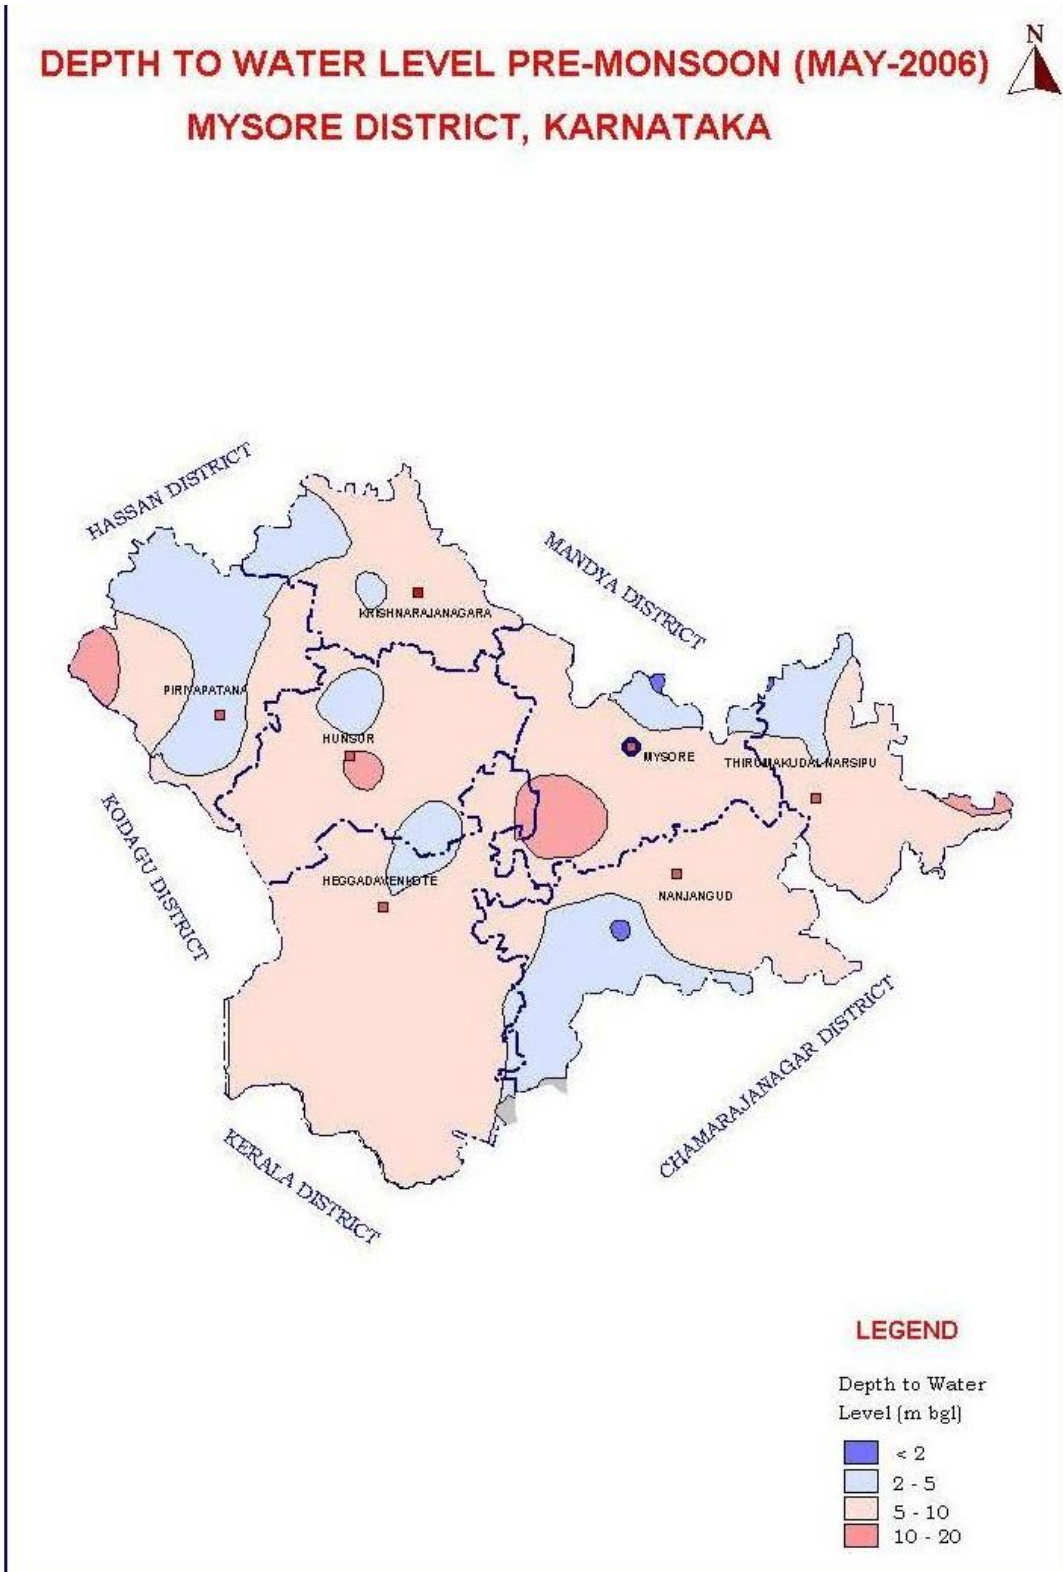 N
DEPTH TO WATER LEVEL PRE-MONSOON (MAY-2006)
MYSORE DISTRICT, KARNATAKA
HASSAN DISTRICT
MANDYA DISTRICT
KRISHNARAJANAGARA
PIRIYAPATANA
HUNSUR
MYSORE
THIRUMAKUDAL-NARSIPU
KODAGU DISTRICT
HEGGADAVENKOTE
NANJANGUD
CHAMARAJANAGAR DISTRICT
KERALA DISTRICT
LEGEND
Depth to Water
Level (m bgl)
< 2
2 - 5
5 - 10
10 - 20